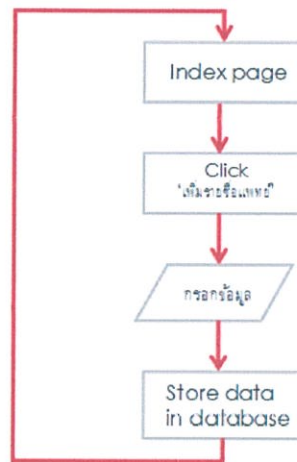 Index page
Click
"เพิ่มรายชื่อแพทย์"
กรอกข้อมูล
Store data
in database